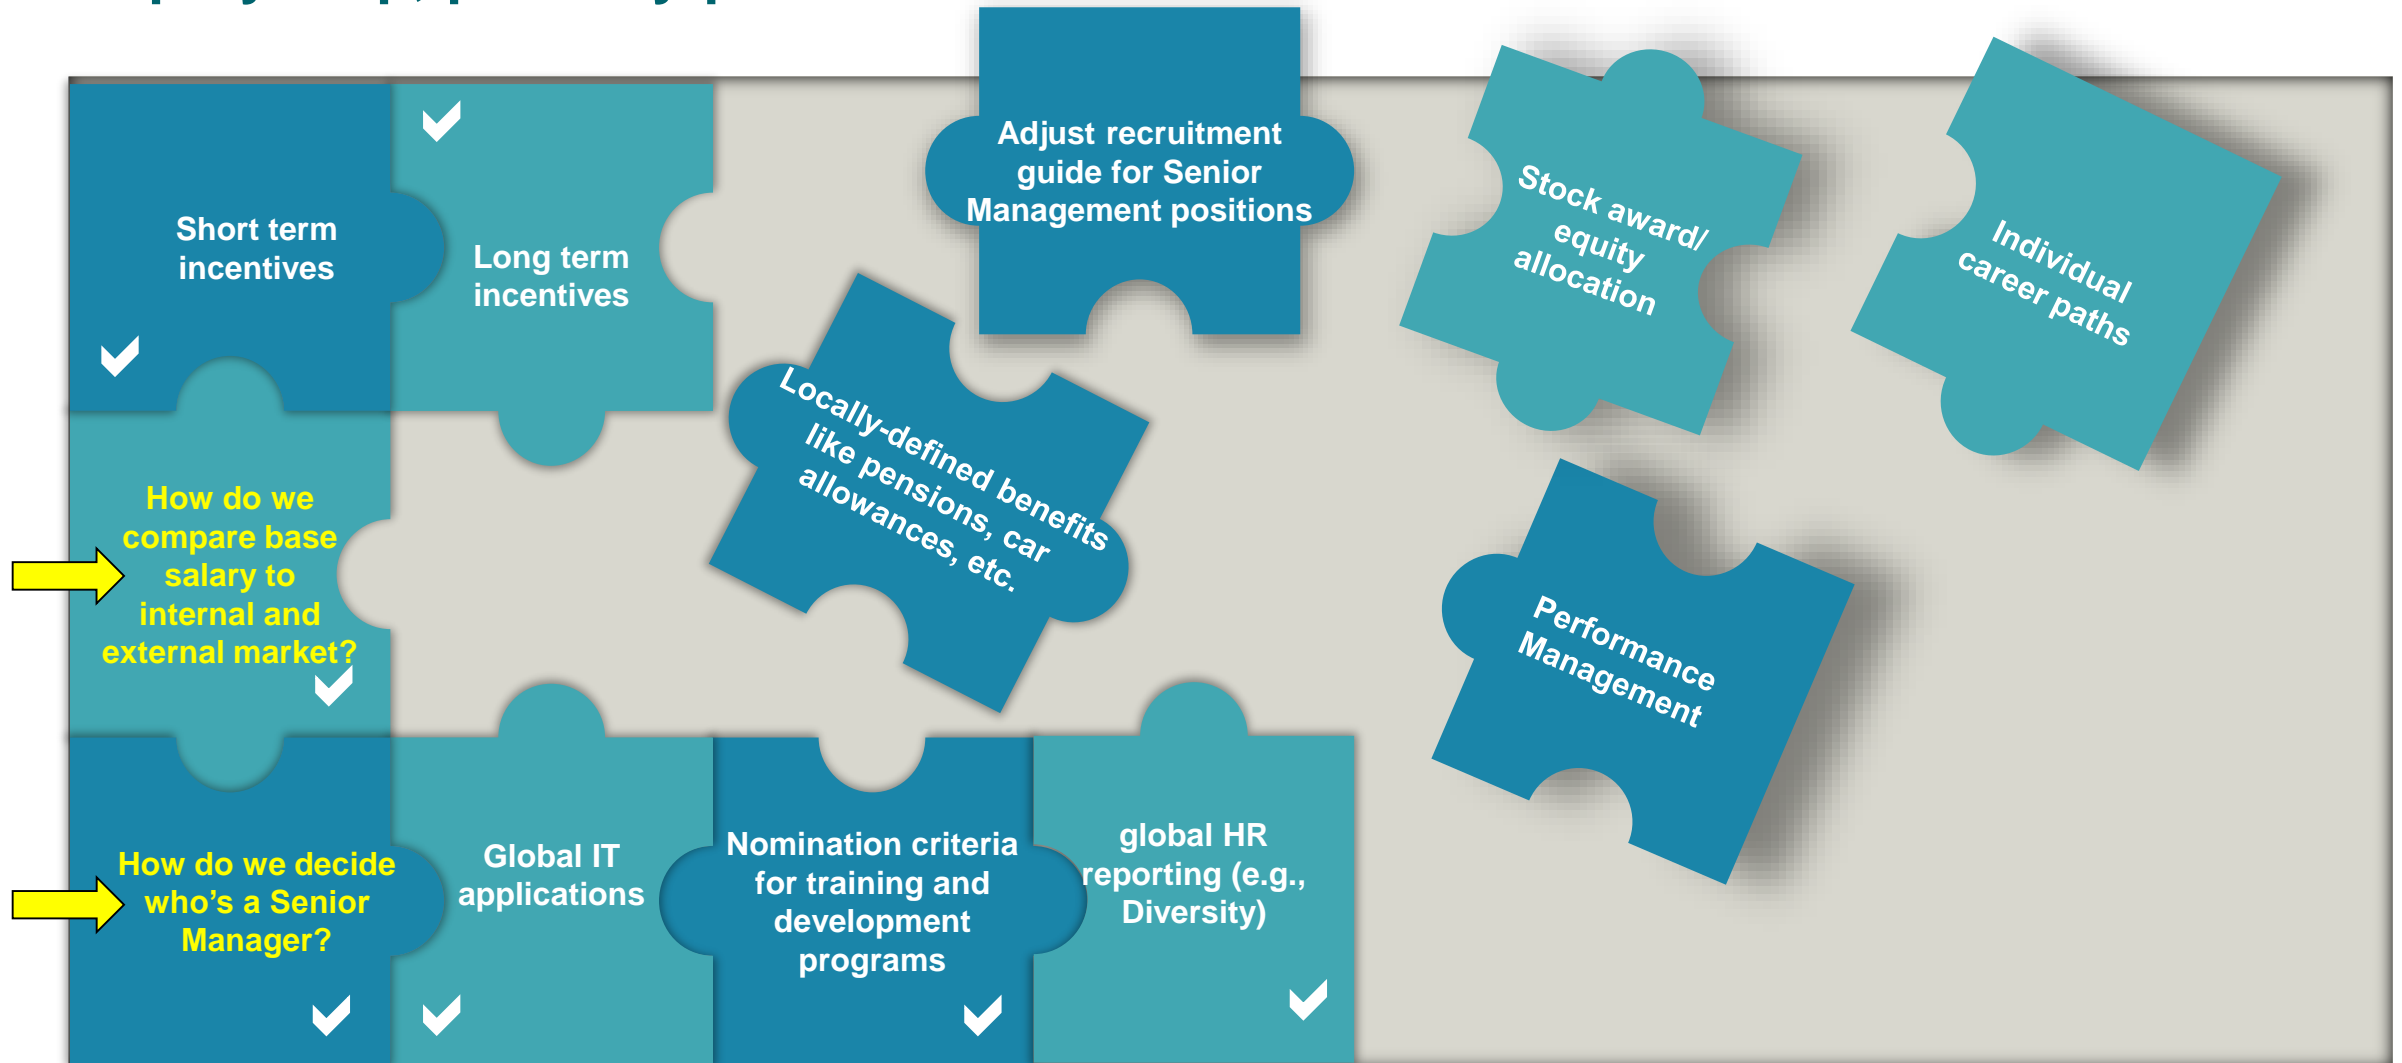 Short term
incentives
Long term
incentives
Adjust recruitment
guide for Senior
Management positions
Stock award/
equity
allocation
Individual
career paths
Locally-defined benefits
like pensions, car
allowances, etc.
How do we
compare base
salary to
internal and
external market?
Performance
Management
How do we decide
who’s a Senior
Manager?
Global IT
applications
Nomination criteria
for training and
development
programs
global HR
reporting (e.g.,
Diversity)